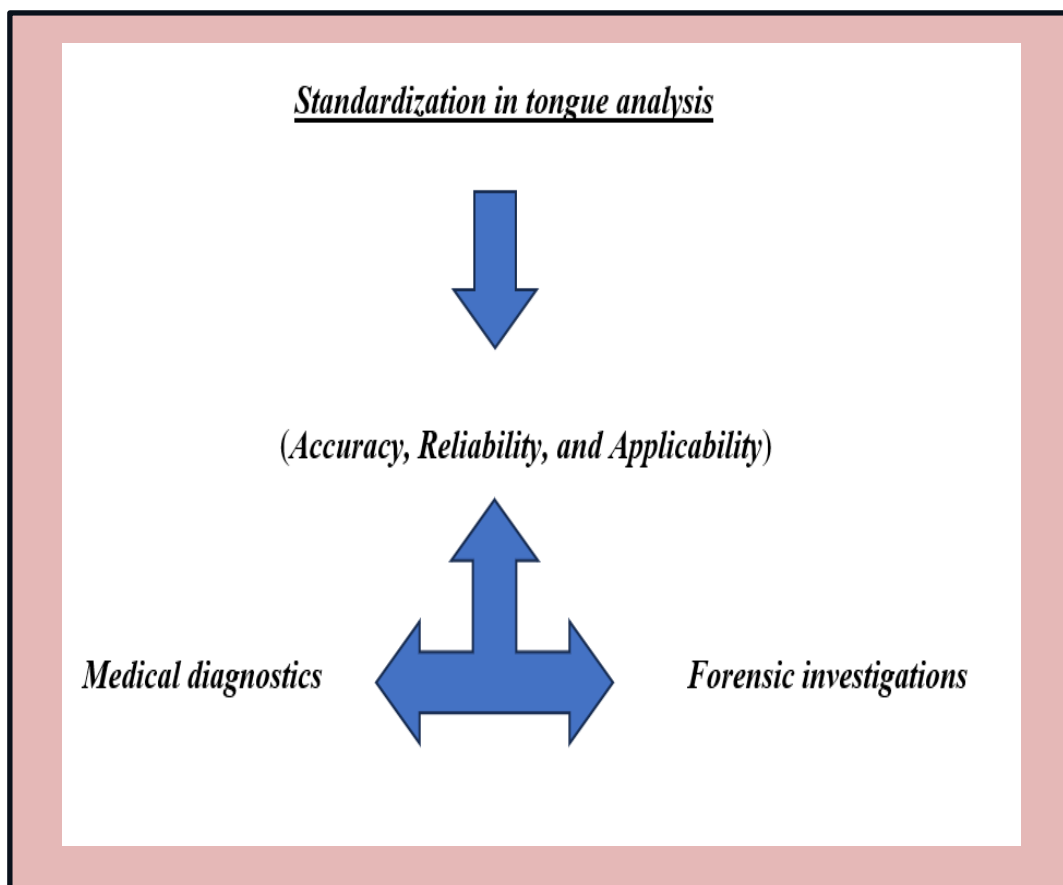 Standardization in tongue analysis
(Accuracy, Reliability, and Applicability)
Medical diagnostics
Forensic investigations